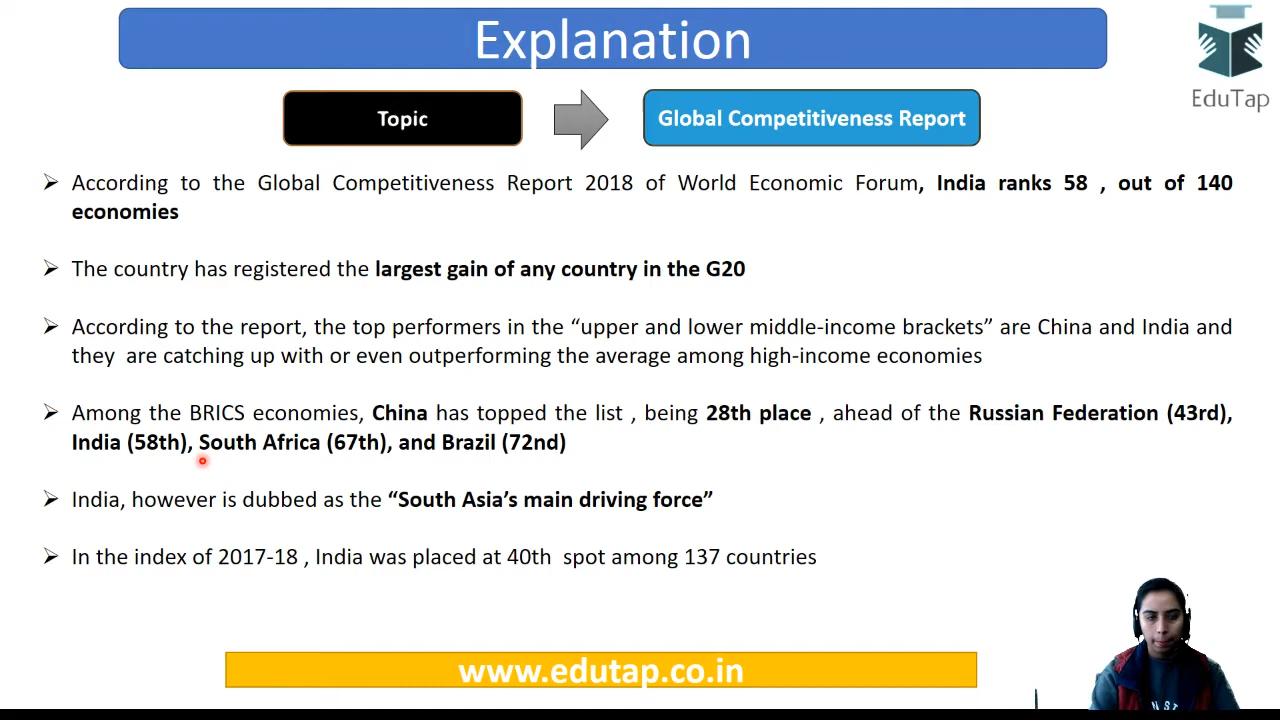 Explanation
EduTap
Topic
Global Competitiveness Report
According to the Global Competitiveness Report 2018 of World Economic Forum, India ranks 58 , out of 140
economies
The country has registered the largest gain of any country in the G20
According to the report, the top performers in the “upper and lower middle-income brackets” are China and India and
they are catching up with or even outperforming the average among high-income economies
Among the BRICS economies, China has topped the list , being 28th place , ahead of the Russian Federation (43rd),
India (58th), South Africa (67th), and Brazil (72nd)
India, however is dubbed as the “South Asia’s main driving force”
In the index of 2017-18 , India was placed at 40th spot among 137 countries
www.edutap.co.in